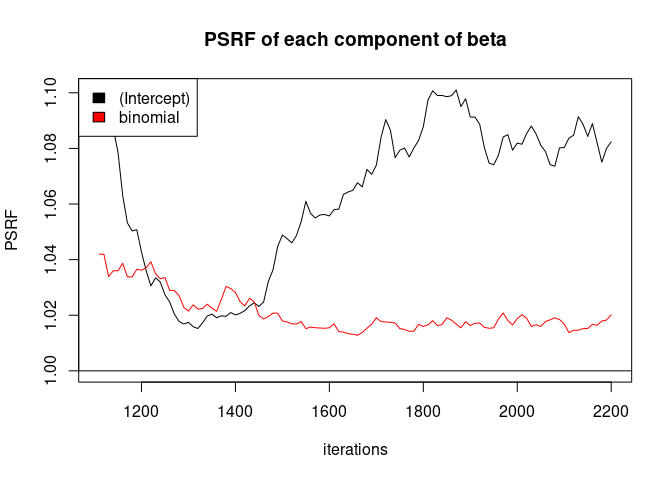 PSRF of each component of beta
(Intercept)
binomial
PSRF
1.10
1.08
1.06
1.04
1.02
1.00
1200 1400 1600 1800 2000 2200
iterations